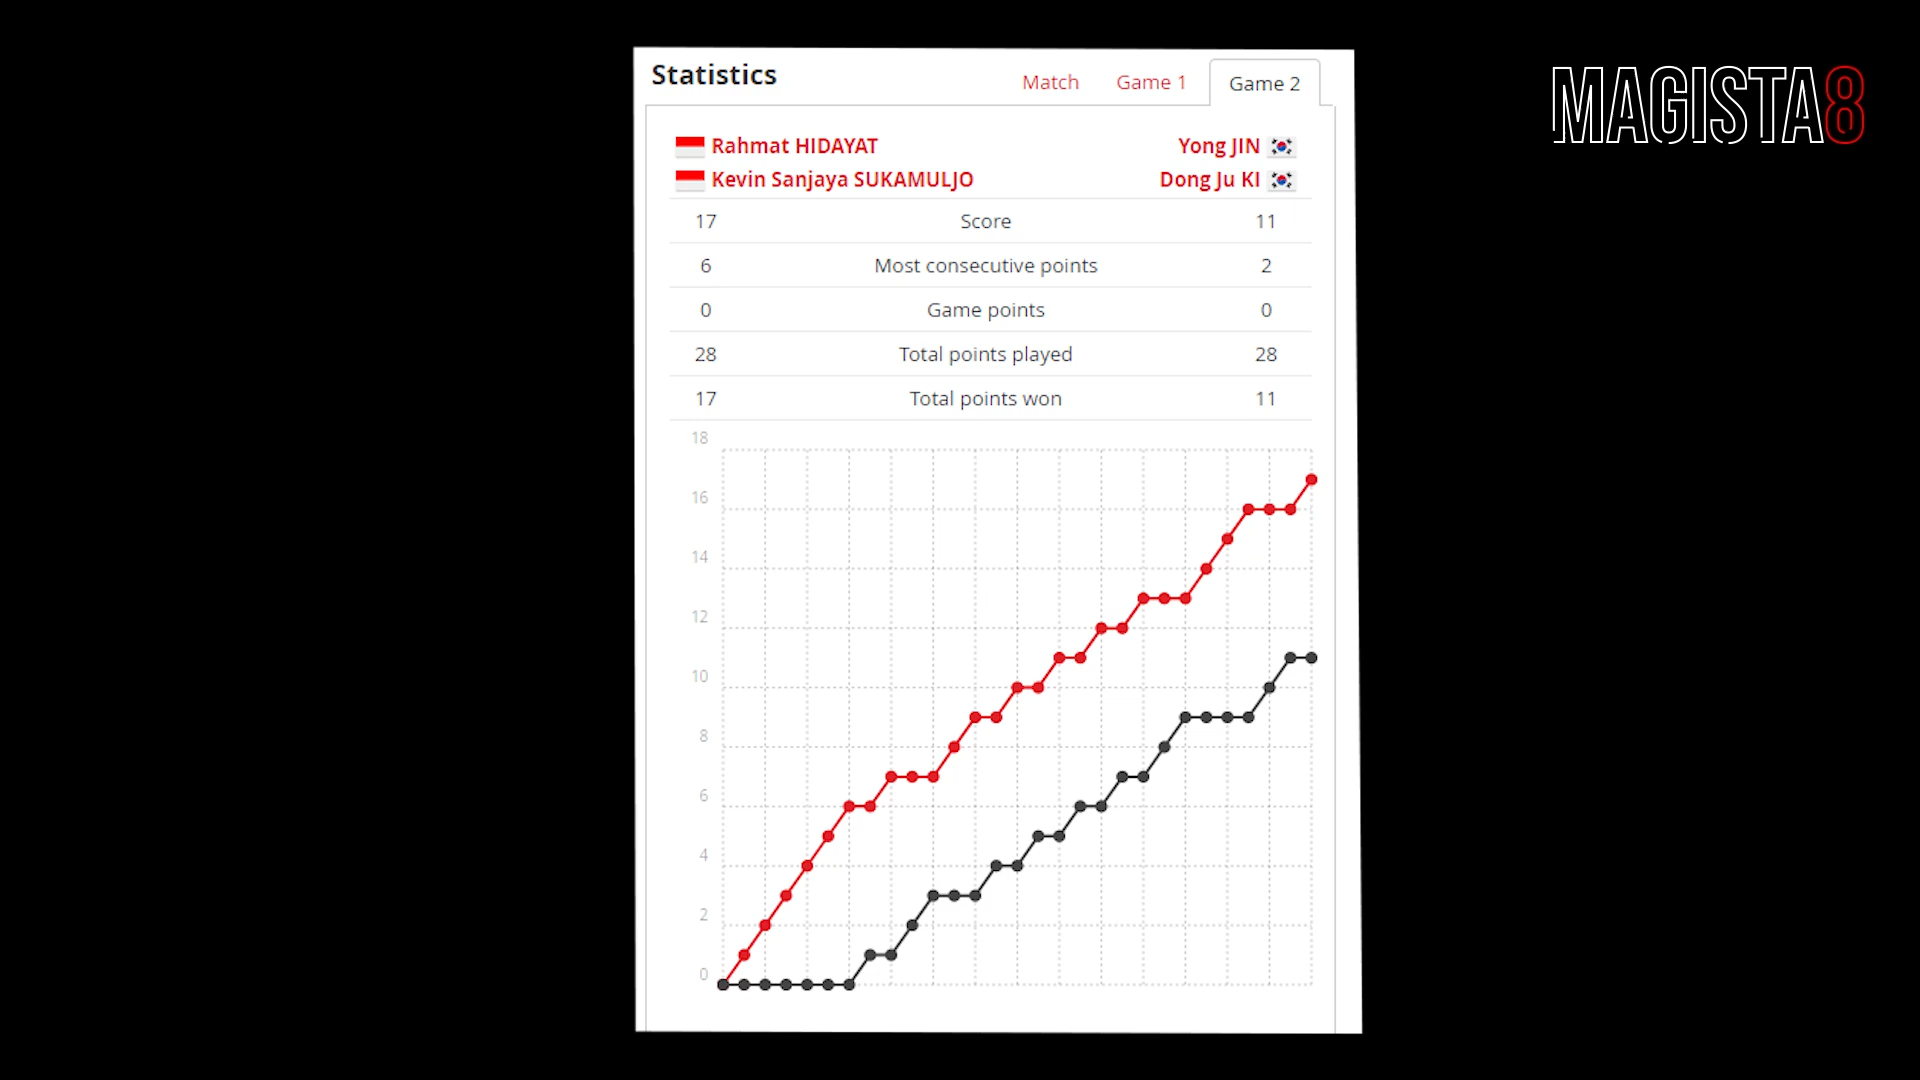 MAGISTA8
Statistics
Match Game 1 Game 2
Rahmat HIDAYAT Yong JIN
Kevin Sanjaya SUKAMULJO Dong Ju KI
17 Score 11
6 Most consecutive points 2
0 Game points 0
28 Total points played 28
17 Total points won 11
18
16
14
12
10
8
6
4
2
0